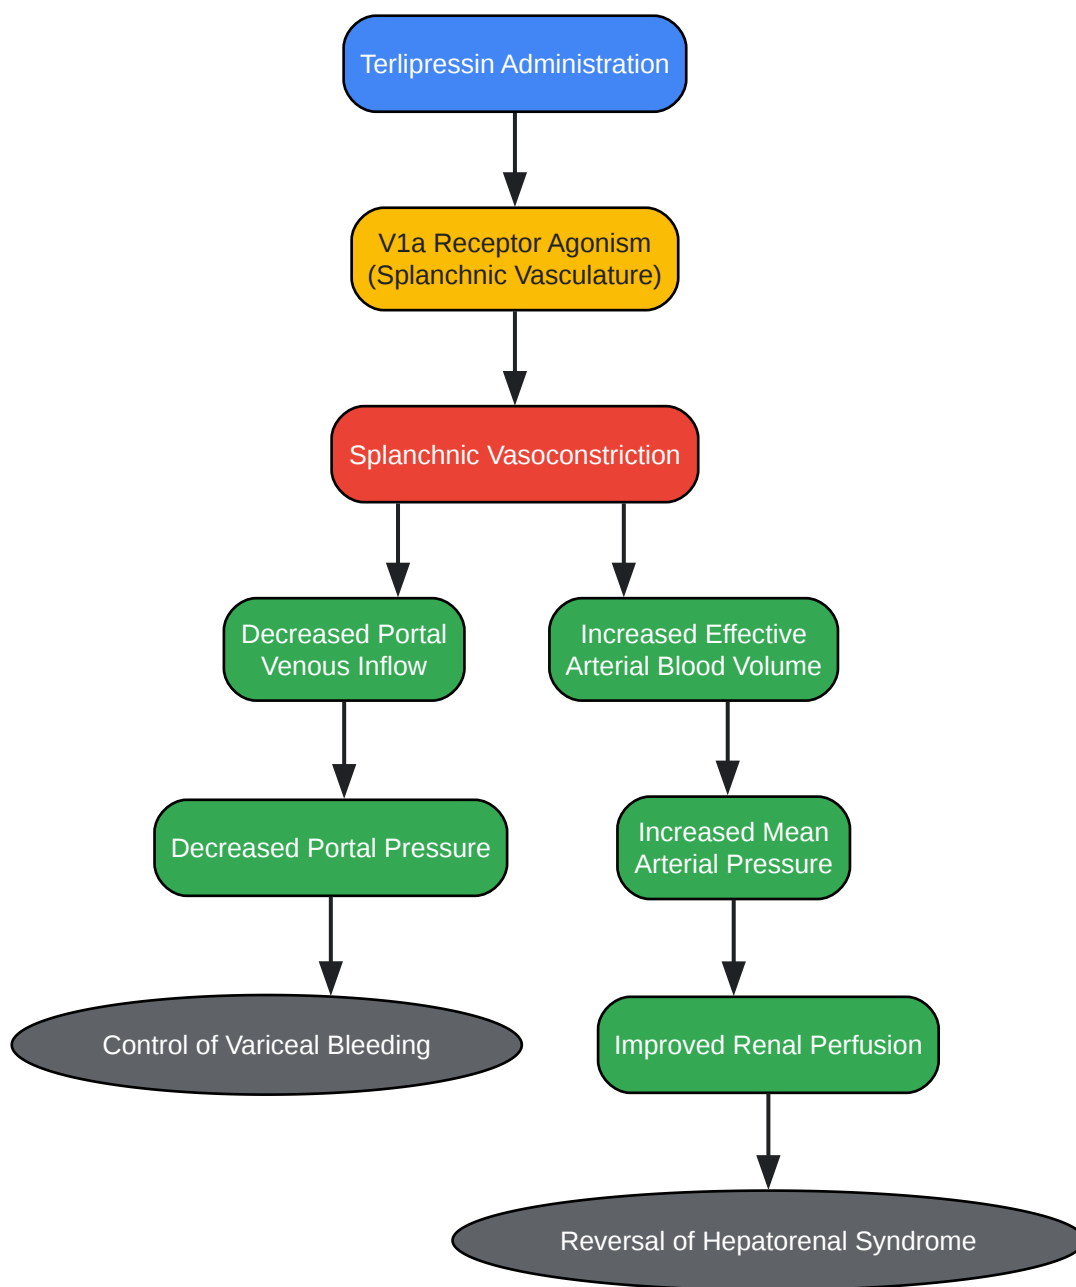 Terlipressin Administration
V1a Receptor Agonism
(Splanchnic Vasculature)
Splanchnic Vasoconstriction
Decreased Portal
Venous Inflow
Increased Effective
Arterial Blood Volume
Decreased Portal Pressure
Increased Mean
Arterial Pressure
Control of Variceal Bleeding
Improved Renal Perfusion
Reversal of Hepatorenal Syndrome